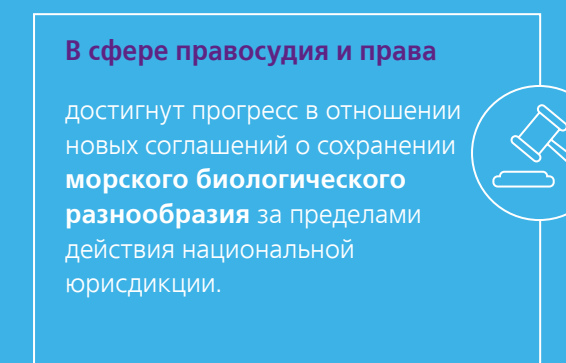 В сфере правосудия и права
достигнут прогресс в отношении
новых соглашений о сохранении
морского биологического
разнообразия за пределами
действия национальной
юрисдикции.